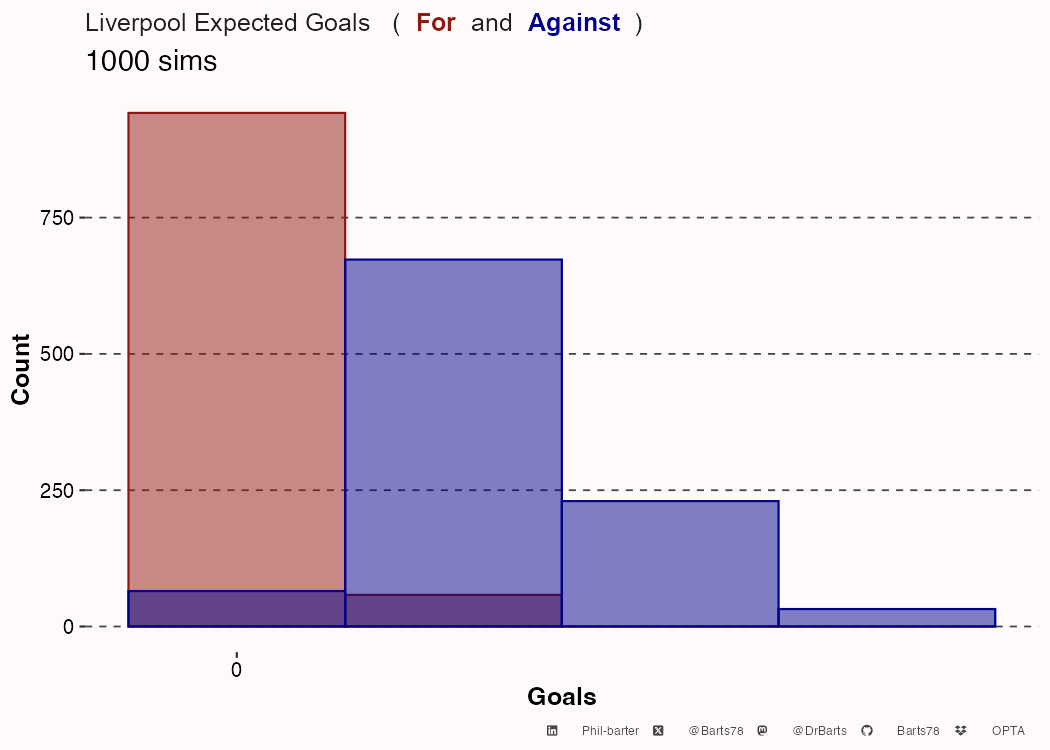 Liverpool Expected Goals ( For and Against )
1000 sims
750
500
250
0
Count
0
Goals
Phil-barter @Barts78 @DrBarts Barts78 OPTA